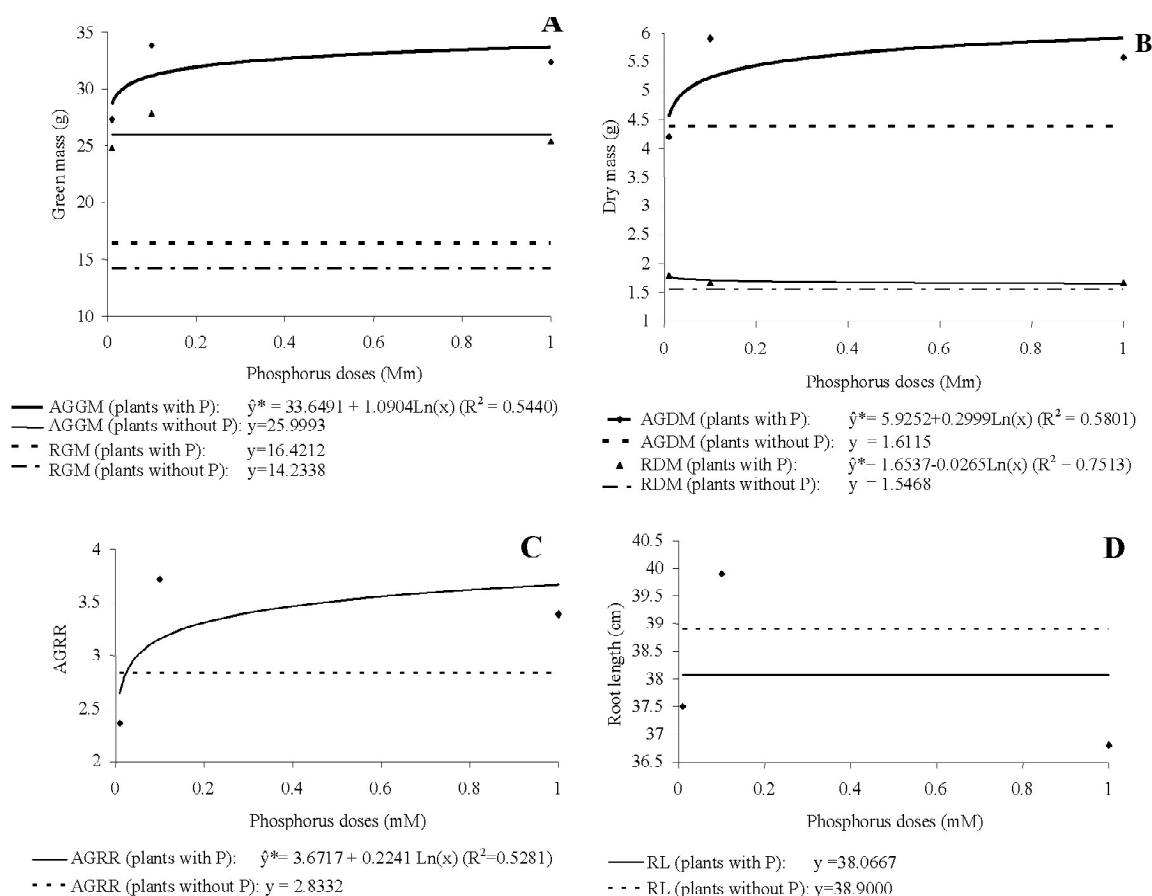 A
35
30
25
20
15
10
Green mass (g)
0 0.2 0.4 0.6 0.8 1
Phosphorus doses (Mm)
AGGM (plants with P): ŷ* = 33.6491 + 1.0904Ln(x) (R² = 0.5440)
AGGM (plants without P): y=25.9993
RGM (plants with P): y=16.4212
RGM (plants without P): y=14.2338
B
6
5.5
5
4.5
4
3.5
3
2.5
2
1.5
1
Dry mass (g)
0 0.2 0.4 0.6 0.8 1
Phosphorus doses (Mm)
AGDM (plants with P): ŷ*= 5.9252+0.2999Ln(x) (R² = 0.5801)
AGDM (plants without P): y = 1.6115
RDM (plants with P): ŷ*= 1.6537-0.0265Ln(x) (R² = 0.7513)
RDM (plants without P): y = 1.5468
C
4
3.5
3
2.5
2
AGRR
0 0.2 0.4 0.6 0.8 1
Phosphorus doses (mM)
AGRR (plants with P): ŷ*= 3.6717 + 0.2241 Ln(x) (R²=0.5281)
AGRR (plants without P): y = 2.8332
D
40.5
40
39.5
39
38.5
38
37.5
37
36.5
Root length (cm)
0 0.2 0.4 0.6 0.8 1
Phosphorus doses (mM)
RL (plants with P): y =38.0667
RL (plants without P): y=38.9000